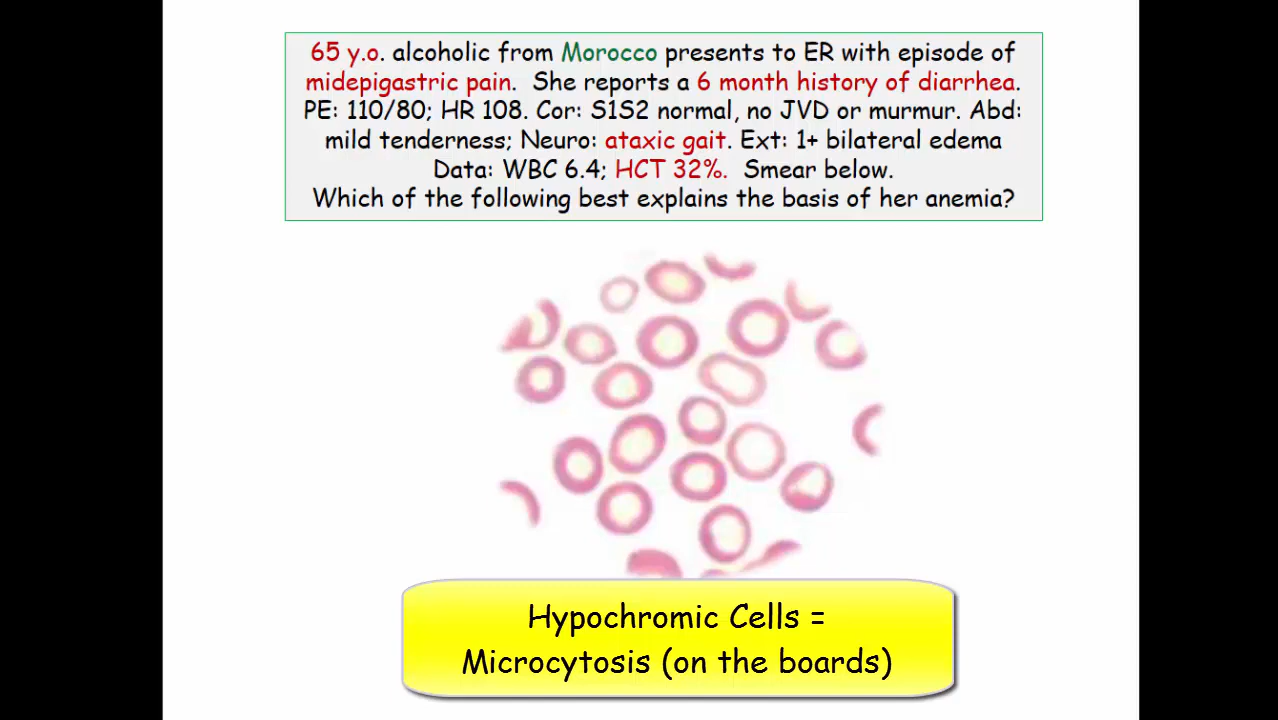 65 y.o. alcoholic from Morocco presents to ER with episode of
midepigastric pain. She reports a 6 month history of diarrhea.
PE: 110/80; HR 108. Cor: S1S2 normal, no JVD or murmur. Abd:
mild tenderness; Neuro: ataxic gait. Ext: 1+ bilateral edema
Data: WBC 6.4; HCT 32%. Smear below.
Which of the following best explains the basis of her anemia?
Hypochromic Cells =
Microcytosis (on the boards)